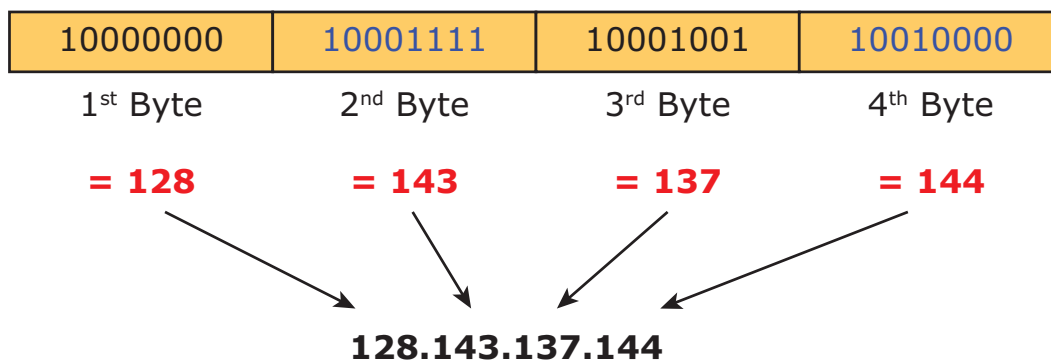 10000000 10001111 10001001 10010000
1st Byte 2nd Byte 3rd Byte 4th Byte
= 128 = 143 = 137 = 144
128.143.137.144